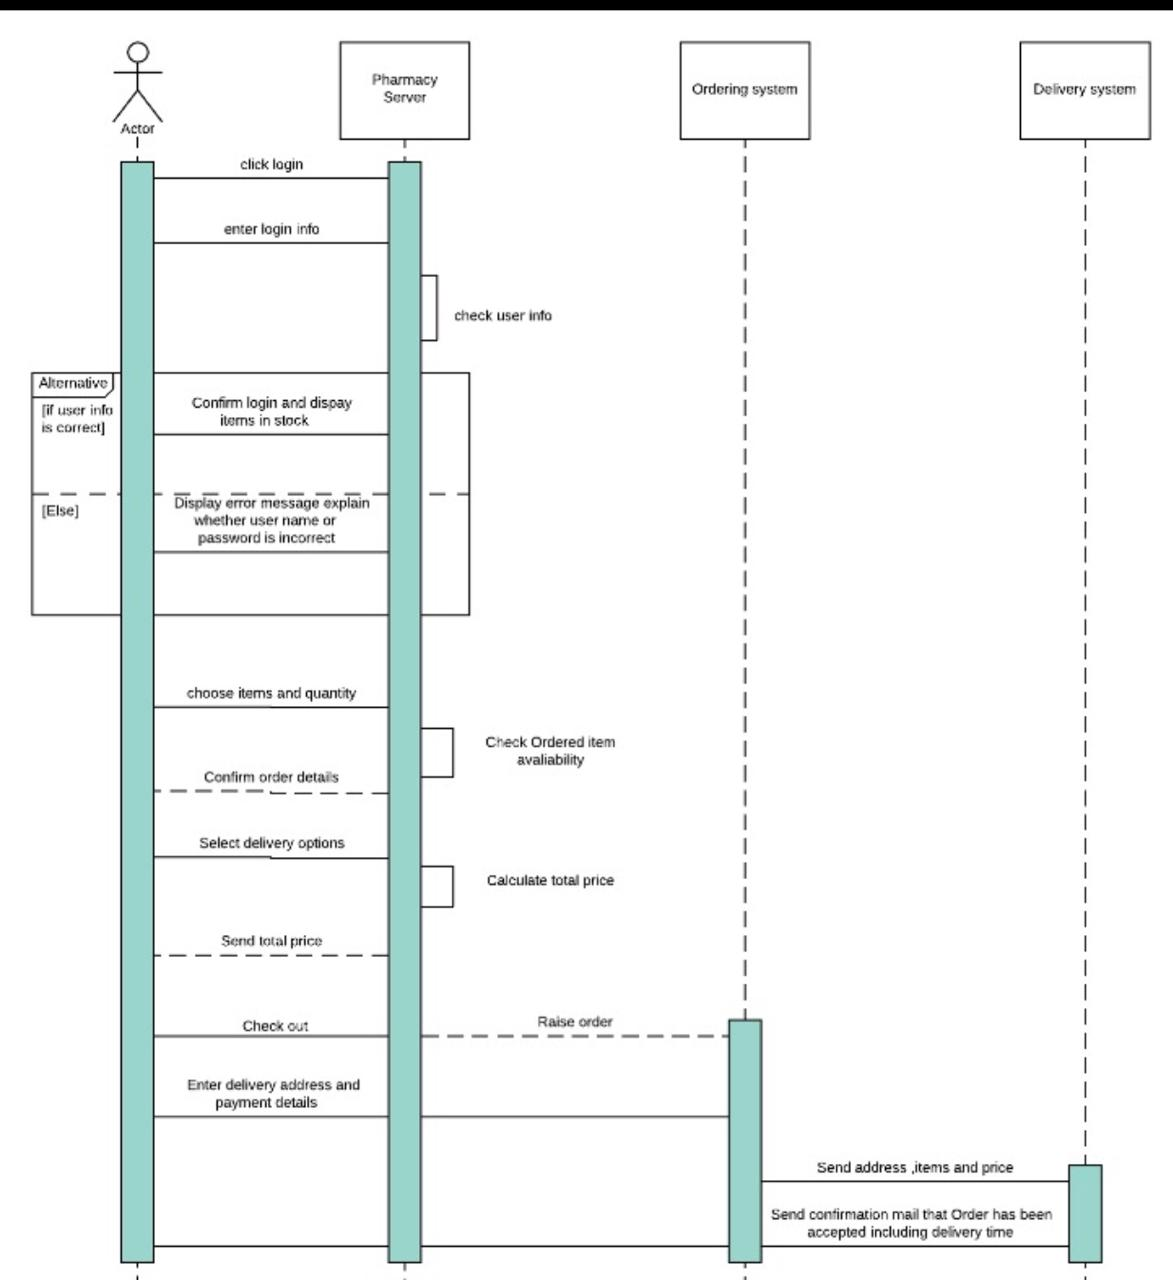 Pharmacy
Server
Ordering system
Delivery system
Actor
click login
enter login info
check user info
Alternative
[if user info
is correct]
Confirm login and dispay
items in stock
[Else]
Display error message explain
whether user name or
password is incorrect
choose items and quantity
Check Ordered item
avaliability
Confirm order details
Select delivery options
Calculate total price
Send total price
Check out
Raise order
Enter delivery address and
payment details
Send address ,items and price
Send confirmation mail that Order has been
accepted including delivery time